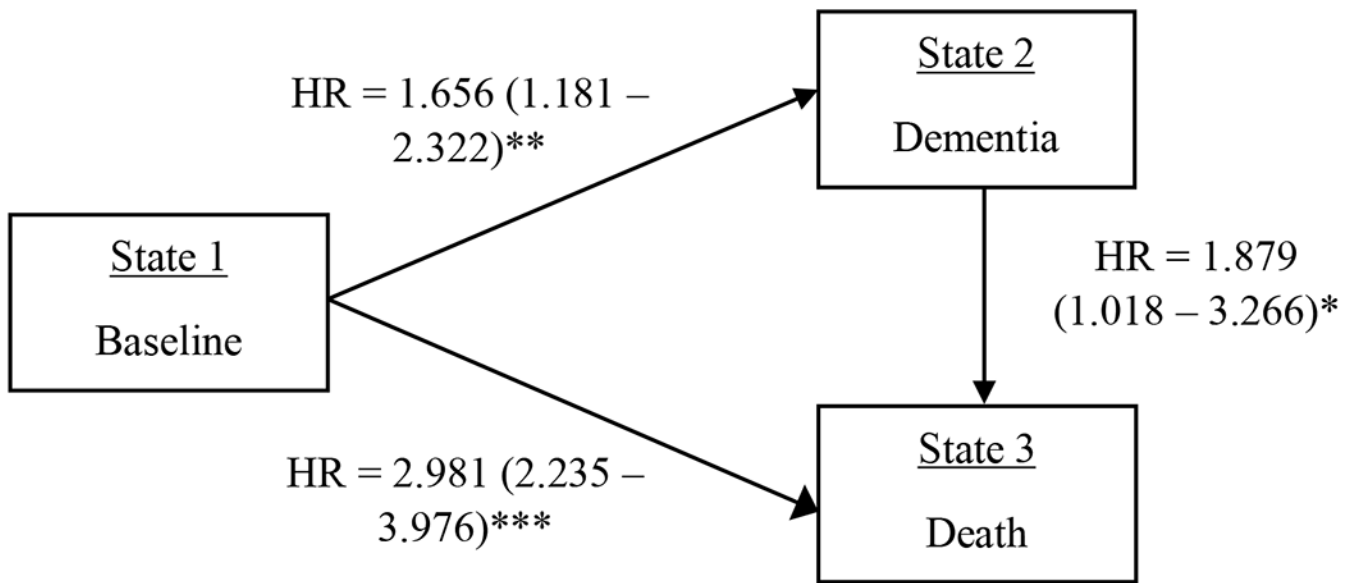 State 1
Baseline
HR = 1.656 (1.181 –
2.322)**
State 2
Dementia
HR = 1.879
(1.018 – 3.266)*
HR = 2.981 (2.235 –
3.976)***
State 3
Death